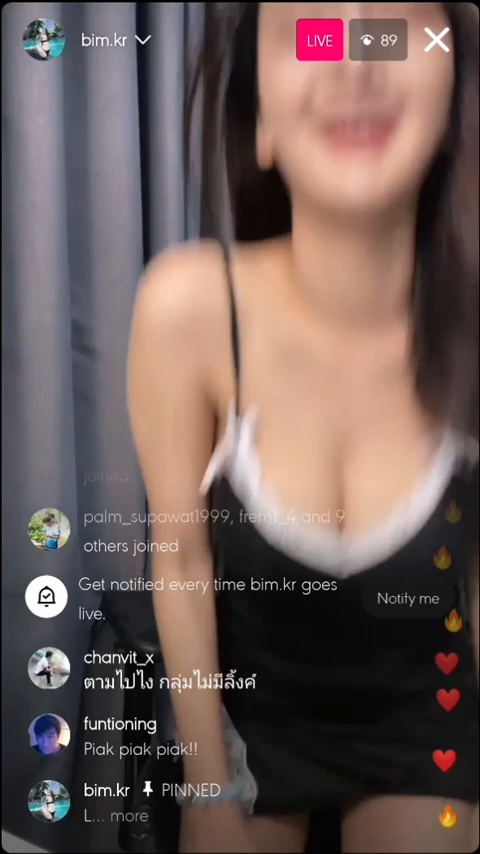 bim.kr
LIVE
89
joined
palm_supawat1999, frem1_4 and 9
others joined
Get notified every time bim.kr goes
live.
Notify me
chanvit_x
ตามไปไง กลุ่มไม่มีลิ้งค์
funtioning
Piak piak piak!!
bim.kr PINNED
L... more